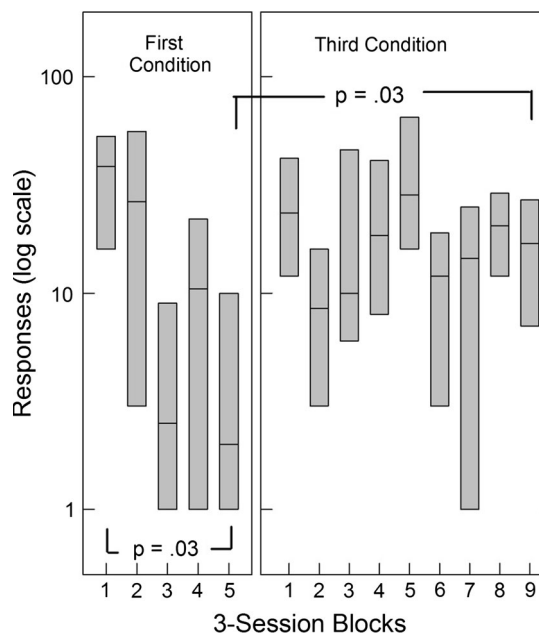 First
Condition
Third Condition
100
p = .03
Responses (log scale)
10
1
p = .03
1 2 3 4 5 1 2 3 4 5 6 7 8 9
3-Session Blocks